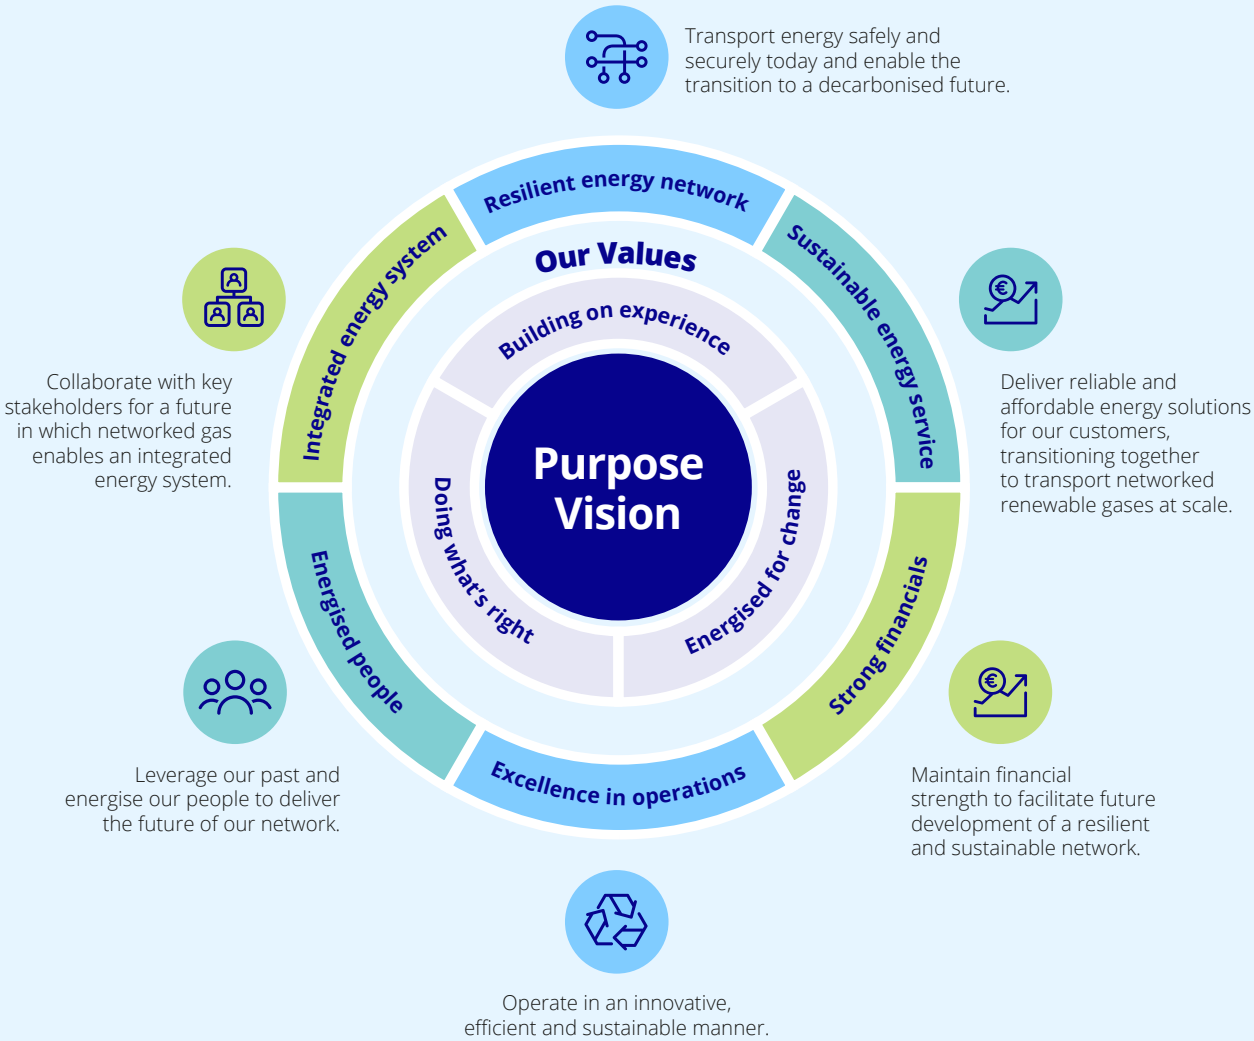 Transport energy safely and
securely today and enable the
transition to a decarbonised future.
Resilient energy network
Integrated energy system
Sustainable energy service
Our Values
Building on experience
€
Collaborate with key
stakeholders for a future
in which networked gas
enables an integrated
energy system.
Deliver reliable and
affordable energy solutions
for our customers,
transitioning together
to transport networked
renewable gases at scale.
Purpose
Vision
Doing what's right
Energised for change
Energised people
Strong financials
€
Excellence in operations
Leverage our past and
energise our people to deliver
the future of our network.
Maintain financial
strength to facilitate future
development of a resilient
and sustainable network.
Operate in an innovative,
efficient and sustainable manner.